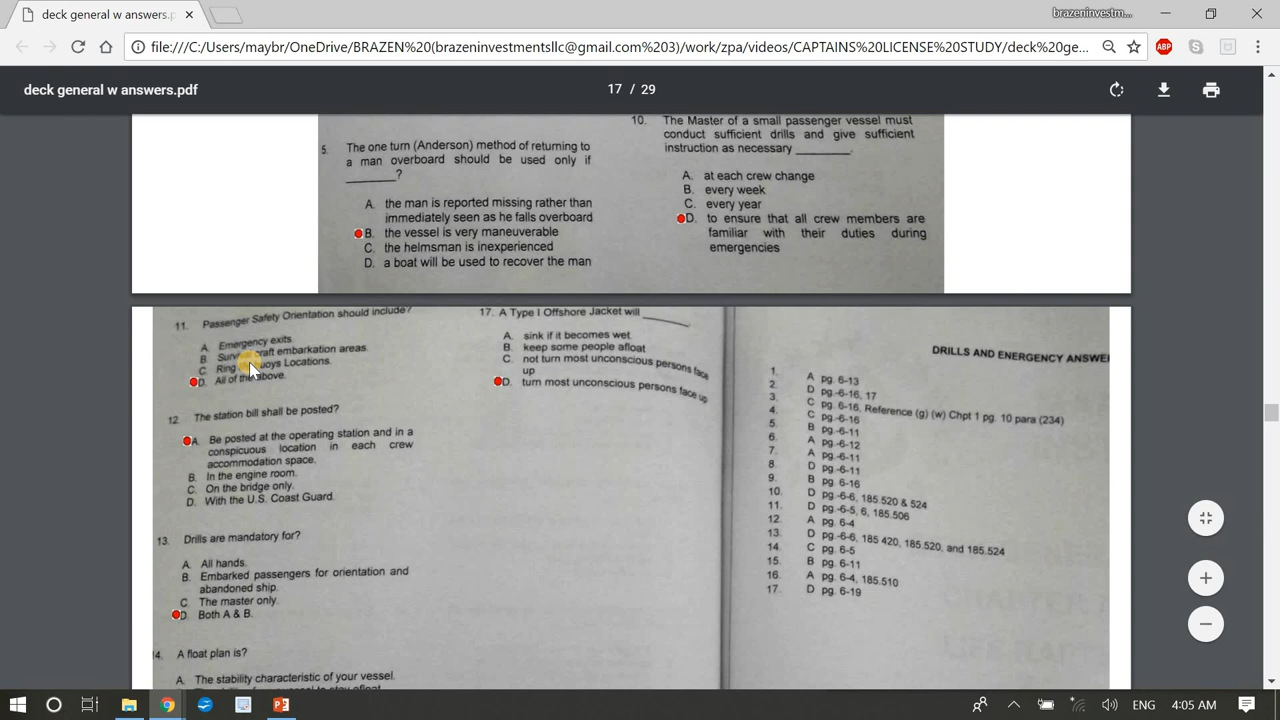 deck general w answers.p
brazeninvestm...
file:///C:/Users/maybr/OneDrive/BRAZEN%20(brazeninvestmentsllc@gmail.com%203)/work/zpa/videos/CAPTAINS%20LICENSE%20STUDY/deck%20ge...
ABP
deck general w answers.pdf
17 / 29
5. The one turn (Anderson) method of returning to
a man overboard should be used only if
________?
A. the man is reported missing rather than
immediately seen as he falls overboard
B. the vessel is very maneuverable
C. the helmsman is inexperienced
D. a boat will be used to recover the man
10. The Master of a small passenger vessel must
conduct sufficient drills and give sufficient
instruction as necessary ________.
A. at each crew change
B. every week
C. every year
D. to ensure that all crew members are
familiar with their duties during
emergencies
11. Passenger Safety Orientation should include?
A. Emergency exits.
B. craft embarkation areas.
C. Ring Locations.
D. All of the above.
12. The station bill shall be posted?
A. Be posted at the operating station and in a
conspicuous location in each crew
accommodation space.
B. In the engine room.
C. On the bridge only.
D. With the U.S. Coast Guard.
13. Drills are mandatory for?
A. All hands.
B. Embarked passengers for orientation and
abandoned ship.
C. The master only.
D. Both A & B.
14. A float plan is?
A. The stability characteristic of your vessel.
17. A Type I Offshore Jacket will ________
A. sink if it becomes wet.
B. keep some people afloat
C. not turn most unconscious persons face
up
D. turn most unconscious persons face up
DRILLS AND EMERGENCY ANSWE
1. A pg. 6-13
2. D pg.-6-16, 17
3. C pg. 6-16, Reference (g) (w) Chpt 1 pg. 10 para (234)
4. C pg.-6-16
5. B pg.-6-11
6. A pg.-6-12
7. A pg.-6-11
8. D pg.-6-11
9. B pg. 6-16
10. D pg.-6-6, 185.520 & 524
11. D pg.-6-5, 6, 185.506
12. A pg. 6-4
13. D pg.-6-6, 185 420, 185.520, and 185.524
14. C pg. 6-5
15. B pg. 6-11
16. A pg. 6-4, 185.510
17. D pg. 6-19
ENG
4:05 AM